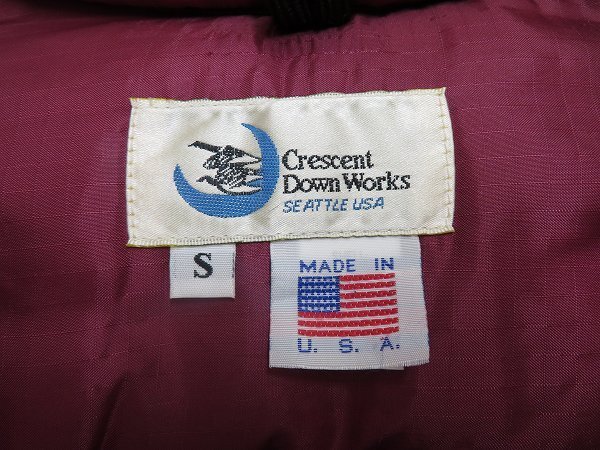 Crescent
Down Works
SEATTLE USA
S
MADE IN
U. S. A.